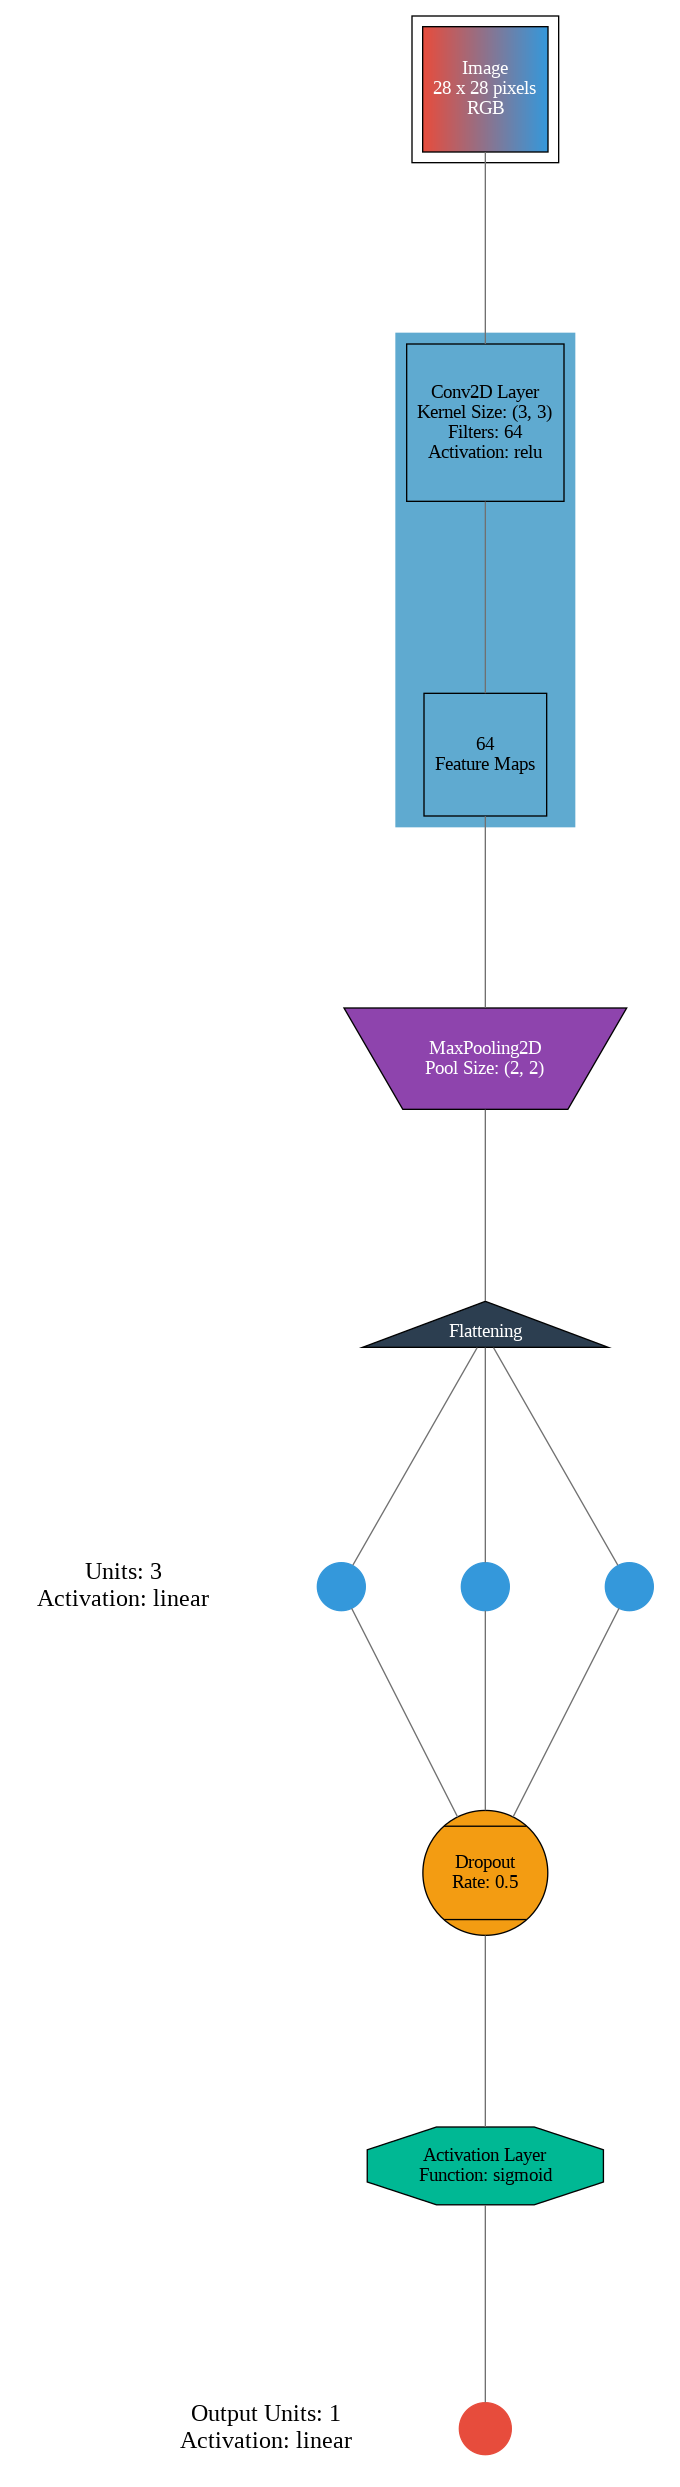 Image
28 x 28 pixels
RGB
Conv2D Layer
Kernel Size: (3, 3)
Filters: 64
Activation: relu
64
Feature Maps
MaxPooling2D
Pool Size: (2, 2)
Flattening
Units: 3
Activation: linear
Dropout
Rate: 0.5
Activation Layer
Function: sigmoid
Output Units: 1
Activation: linear